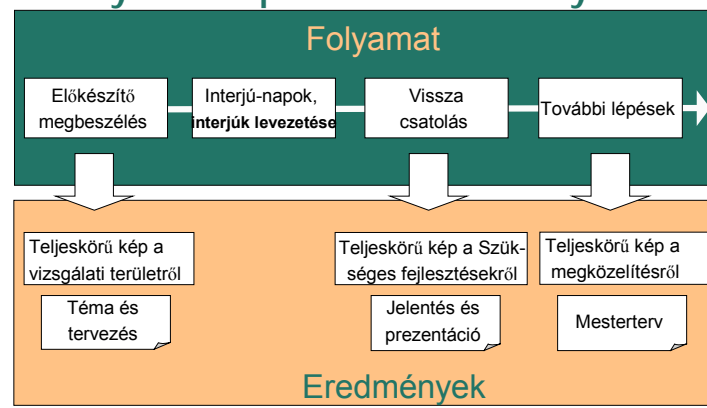 Folyamat
Előkészítő
megbeszélés
Interjú-napok,
interjúk levezetése
Vissza
csatolás
További lépések
Teljeskörű kép a
vizsgálati területről
Téma és
tervezés
Teljeskörű kép a Szük-
séges fejlesztésekről
Jelentés és
prezentáció
Teljeskörű kép a
megközelítésről
Mesterterv
Eredmények